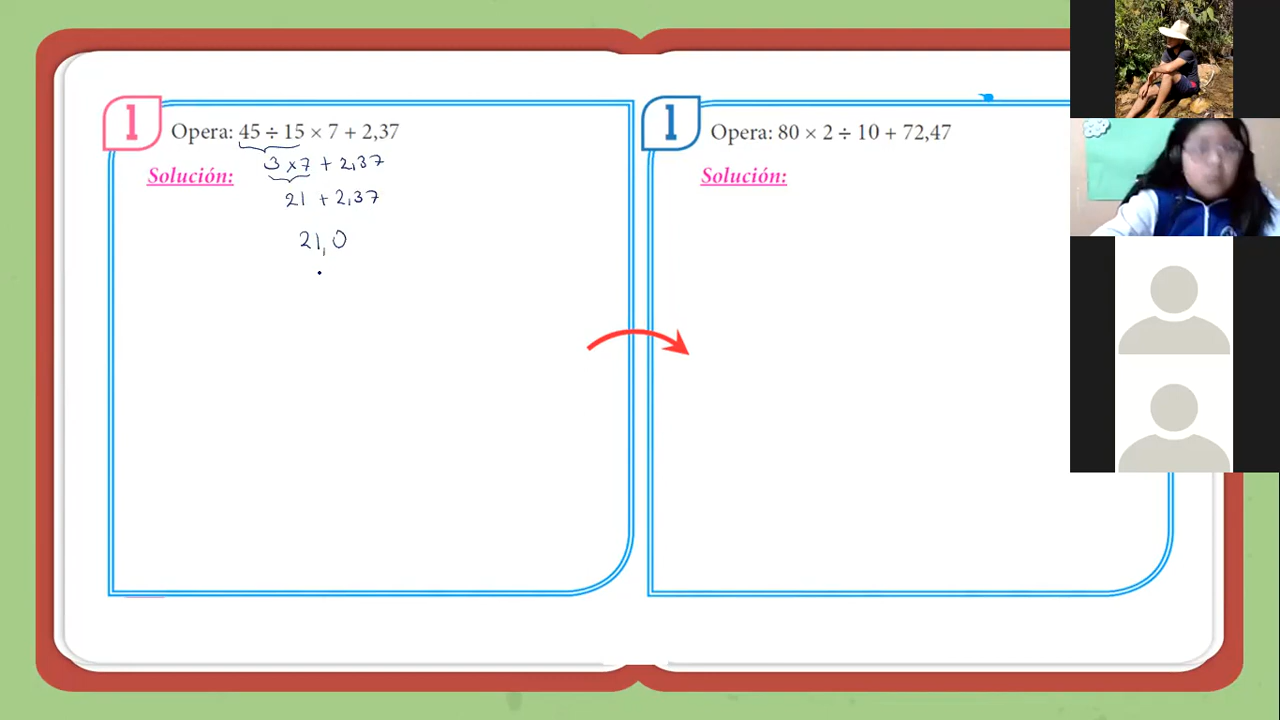 1
Opera: 45 ÷ 15 × 7 + 2,37
3 × 7 + 2,37
Solución:
21 + 2,37
21,0
1
Opera: 80 × 2 ÷ 10 + 72,47
Solución: